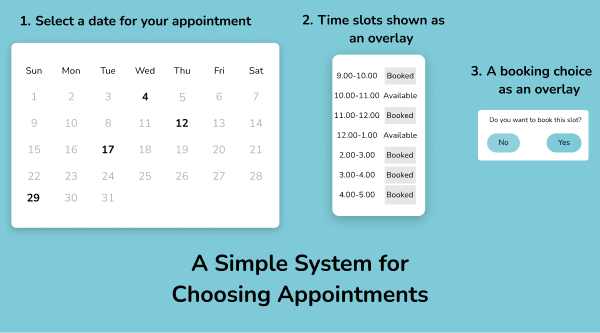 1. Select a date for your appointment
Sun Mon Tue Wed Thu Fri Sat
1 2 3 4 5 6 7
9 10 8 11 12 13 14
15 16 17 18 19 20 21
22 23 24 25 26 27 28
29 30 31
2. Time slots shown as
an overlay
9.00-10.00 Booked
10.00-11.00 Available
11.00-12.00 Booked
12.00-1.00 Available
2.00-3.00 Booked
3.00-4.00 Booked
4.00-5.00 Booked
3. A booking choice
as an overlay
Do you want to book this slot?
No Yes
A Simple System for
Choosing Appointments